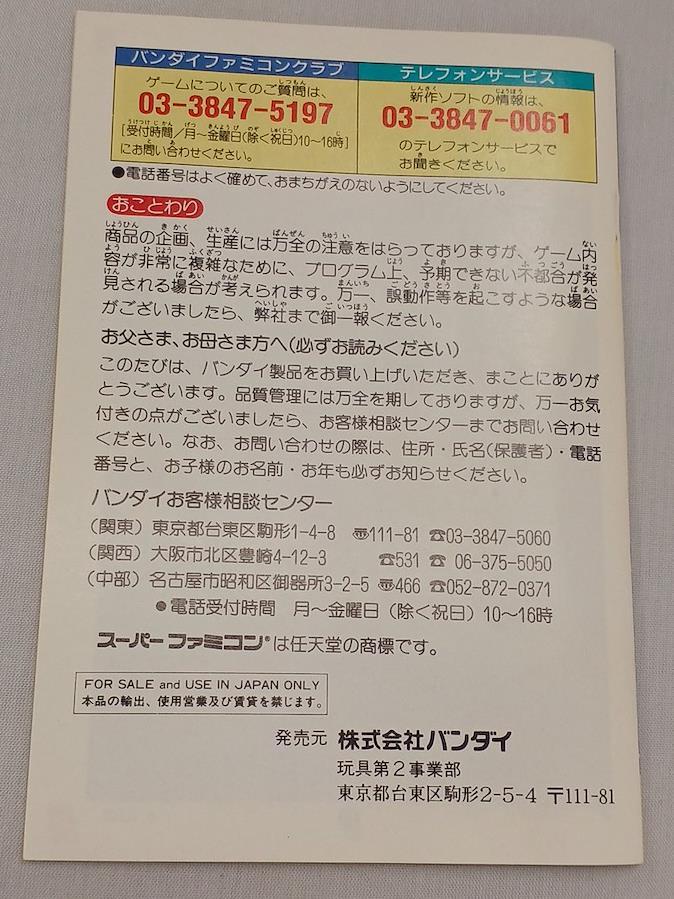 バンダイファミコンクラブ
ゲームについてのご質問は、
03-3847-5197
[受付時間/月〜金曜日(除く祝日)10〜16時]
にお問い合わせください。
テレフォンサービス
新作ソフトの情報は、
03-3847-0061
のテレフォンサービスで
お聞きください。
●電話番号はよく確めて、おまちがえのないようにしてください。
おことわり
商品の企画、生産には万全の注意をはらっておりますが、ゲーム内
容が非常に複雑なために、プログラム上、予期できない不都合が発
見される場合が考えられます。万一、誤動作等を起こすような場合
がございましたら、弊社まで御一報ください。
お父さま、お母さま方へ(必ずお読みください)
このたびは、バンダイ製品をお買い上げいただき、まことにありが
とうございます。品質管理には万全を期しておりますが、万一お気
付きの点がございましたら、お客様相談センターまでお問い合わせ
ください。なお、お問い合わせの際は、住所・氏名(保護者)・電話
番号と、お子様のお名前・お年も必ずお知らせください。
バンダイお客様相談センター
(関東) 東京都台東区駒形1-4-8 〠111-81 ☎03-3847-5060
(関西) 大阪市北区豊崎4-12-3 ☎531 ☎ 06-375-5050
(中部) 名古屋市昭和区御器所3-2-5 〠466 ☎052-872-0371
●電話受付時間 月〜金曜日 (除く祝日) 10〜16時
スーパーファミコン®は任天堂の商標です。
FOR SALE and USE IN JAPAN ONLY
本品の輸出、使用営業及び賃貸を禁じます。
発売元 株式会社バンダイ
玩具第2事業部
東京都台東区駒形2-5-4 〒111-81